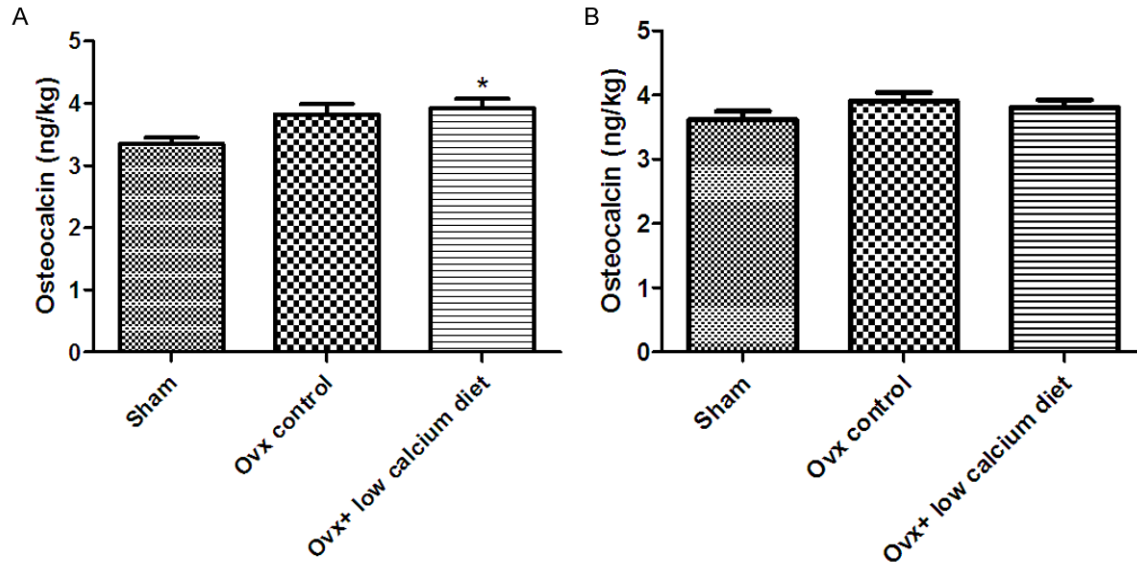 A
Osteocalcin (ng/kg)
5
4
3
2
1
0
*
Sham
Ovx control
Ovx+ low calcium diet
B
Osteocalcin (ng/kg)
5
4
3
2
1
0
Sham
Ovx control
Ovx+ low calcium diet